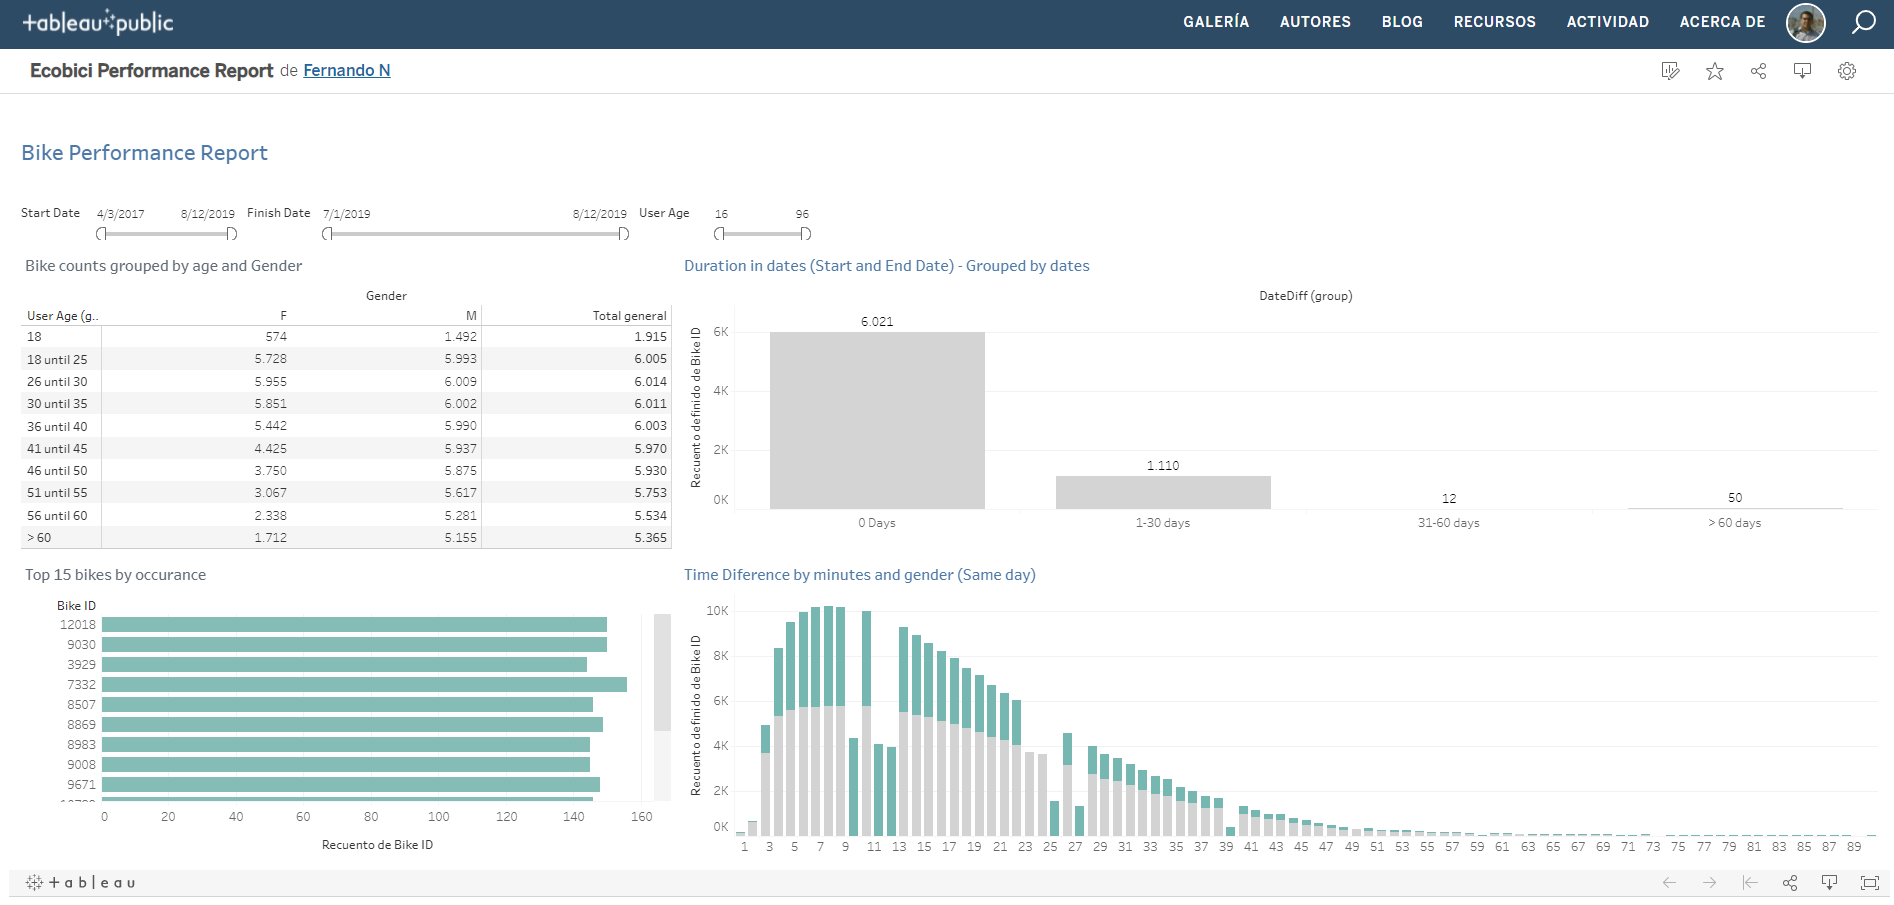 +ableau+public
GALERÍA AUTORES BLOG RECURSOS ACTIVIDAD ACERCA DE
Ecobici Performance Report de Fernando N
Bike Performance Report
Start Date 4/3/2017 8/12/2019 Finish Date 7/1/2019 8/12/2019 User Age 16 96
Bike counts grouped by age and Gender
Gender
User Age (g.. F M Total general
18 574 1.492 1.915
18 until 25 5.728 5.993 6.005
26 until 30 5.955 6.009 6.014
30 until 35 5.851 6.002 6.011
36 until 40 5.442 5.990 6.003
41 until 45 4.425 5.937 5.970
46 until 50 3.750 5.875 5.930
51 until 55 3.067 5.617 5.753
56 until 60 2.338 5.281 5.534
> 60 1.712 5.155 5.365
Duration in dates (Start and End Date) - Grouped by dates
DateDiff (group)
Recuento definido de Bike ID
6K
4K
2K
0K
6.021 1.110 12 50
0 Days 1-30 days 31-60 days > 60 days
Top 15 bikes by occurance
Bike ID
12018
9030
3929
7332
8507
8869
8983
9008
9671
0 20 40 60 80 100 120 140 160
Recuento de Bike ID
Time Diference by minutes and gender (Same day)
Recuento definido de Bike ID
10K
8K
6K
4K
2K
0K
1 3 5 7 9 11 13 15 17 19 21 23 25 27 29 31 33 35 37 39 41 43 45 47 49 51 53 55 57 59 61 63 65 67 69 71 73 75 77 79 81 83 85 87 89
+ableau